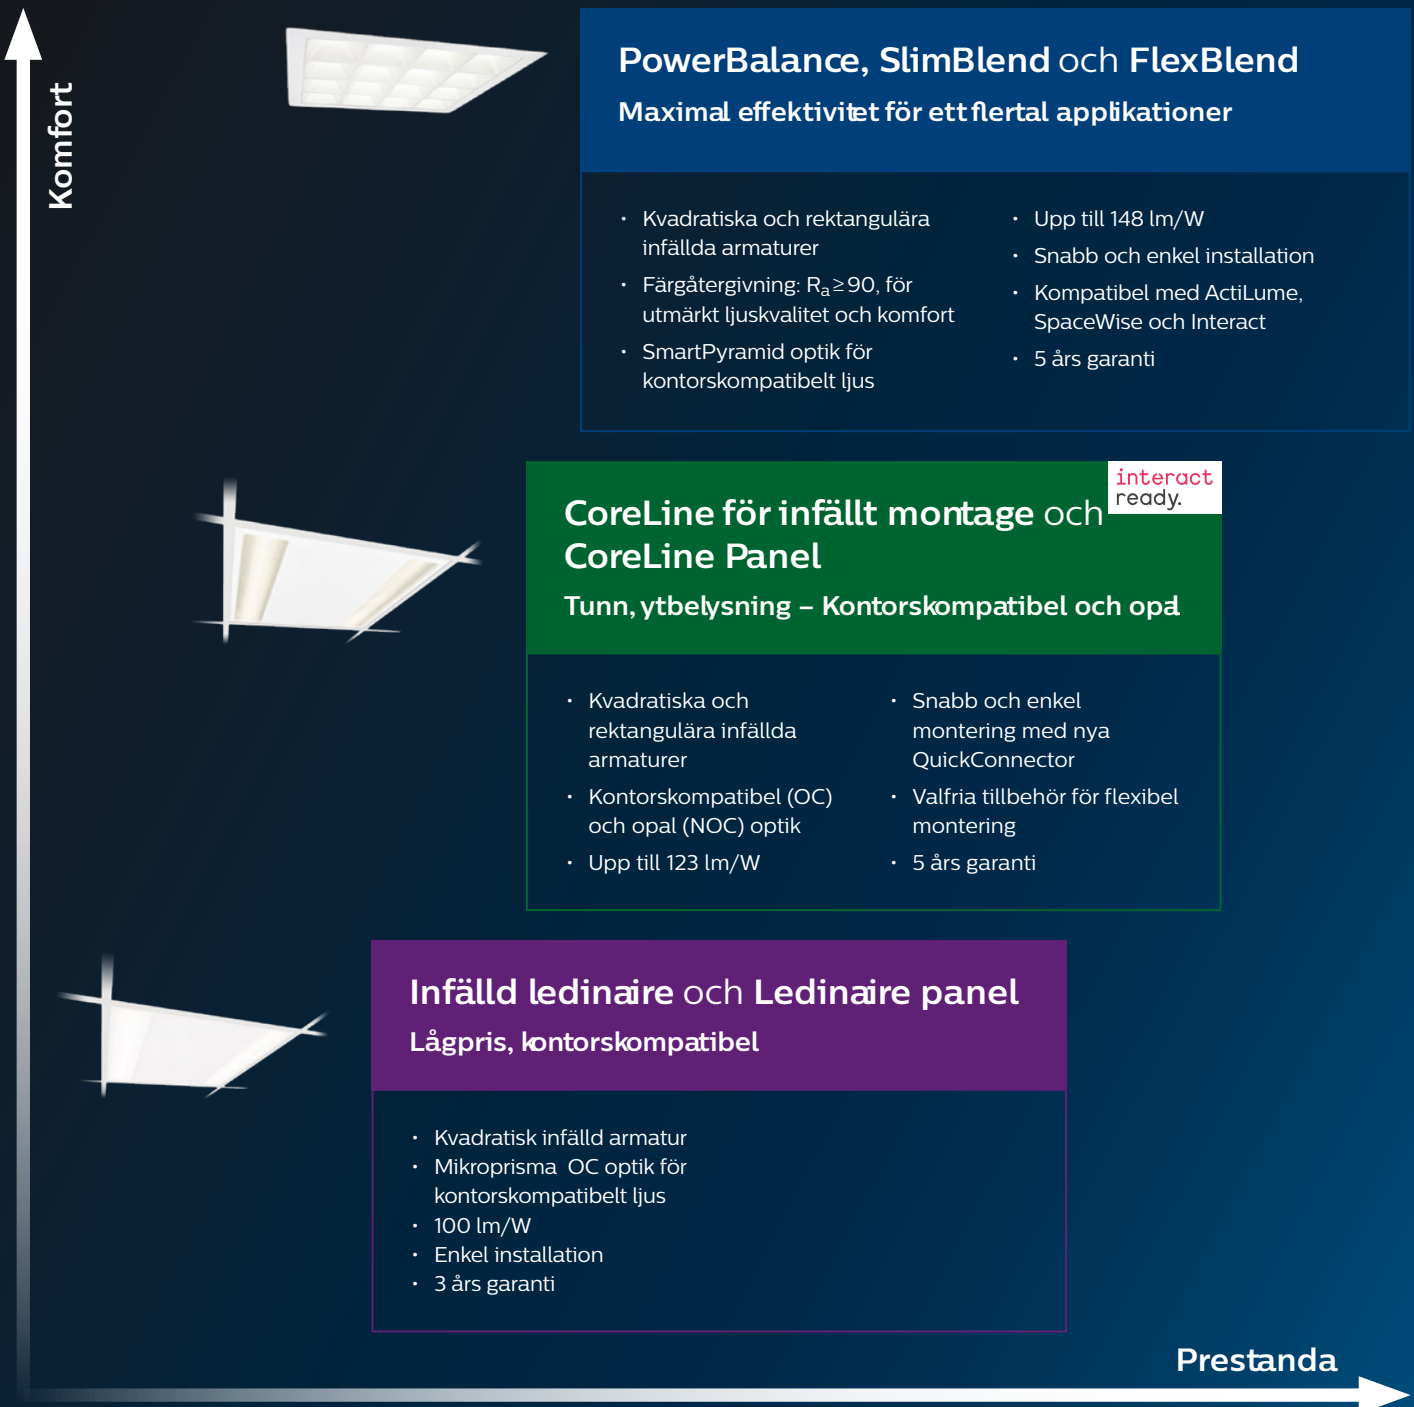 Komfort
PowerBalance, SlimBlend och FlexBlend
Maximal effektivitet för ett flertal applikationer
• Kvadratiska och rektangulära
infällda armaturer
• Färgåtergivning: Ra ≥ 90, för
utmärkt ljuskvalitet och komfort
• SmartPyramid optik för
kontorskompatibelt ljus
• Upp till 148 lm/W
• Snabb och enkel installation
• Kompatibel med ActiLume,
SpaceWise och Interact
• 5 års garanti
interact
ready.
CoreLine för infällt montage och
CoreLine Panel
Tunn, ytbelysning – Kontorskompatibel och opal
• Kvadratiska och
rektangulära infällda
armaturer
• Kontorskompatibel (OC)
och opal (NOC) optik
• Upp till 123 lm/W
• Snabb och enkel
montering med nya
QuickConnector
• Valfria tillbehör för flexibel
montering
• 5 års garanti
Infälld ledinaire och Ledinaire panel
Lågpris, kontorskompatibel
• Kvadratisk infälld armatur
• Mikroprisma OC optik för
kontorskompatibelt ljus
• 100 lm/W
• Enkel installation
• 3 års garanti
Prestanda